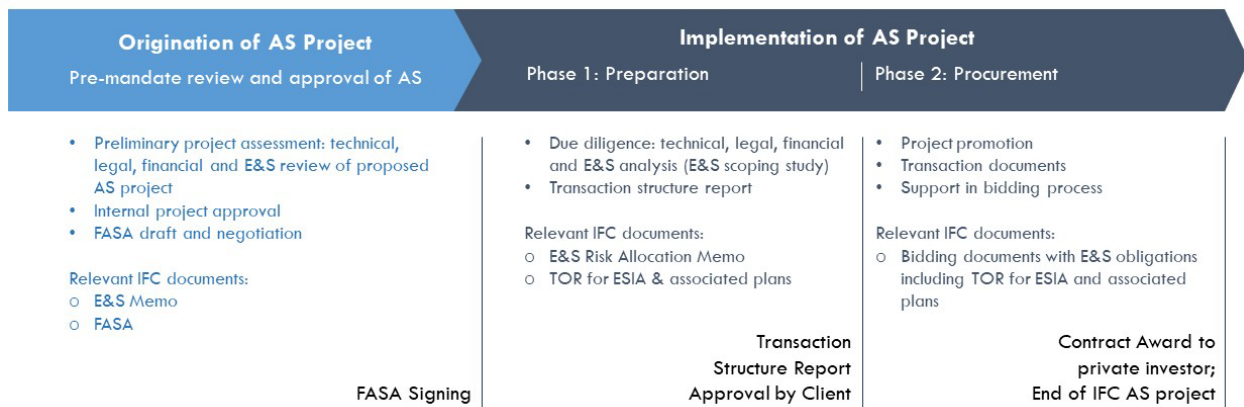 Origination of AS Project
Pre-mandate review and approval of AS
Implementation of AS Project
Phase 1: Preparation
Phase 2: Procurement
• Preliminary project assessment: technical,
legal, financial and E&S review of proposed
AS project
• Internal project approval
• FASA draft and negotiation
Relevant IFC documents:
o E&S Memo
o FASA
FASA Signing
• Due diligence: technical, legal, financial
and E&S analysis (E&S scoping study)
• Transaction structure report
Relevant IFC documents:
o E&S Risk Allocation Memo
o TOR for ESIA & associated plans
Transaction
Structure Report
Approval by Client
• Project promotion
• Transaction documents
• Support in bidding process
Relevant IFC documents:
o Bidding documents with E&S obligations
including TOR for ESIA and associated
plans
Contract Award to
private investor;
End of IFC AS project